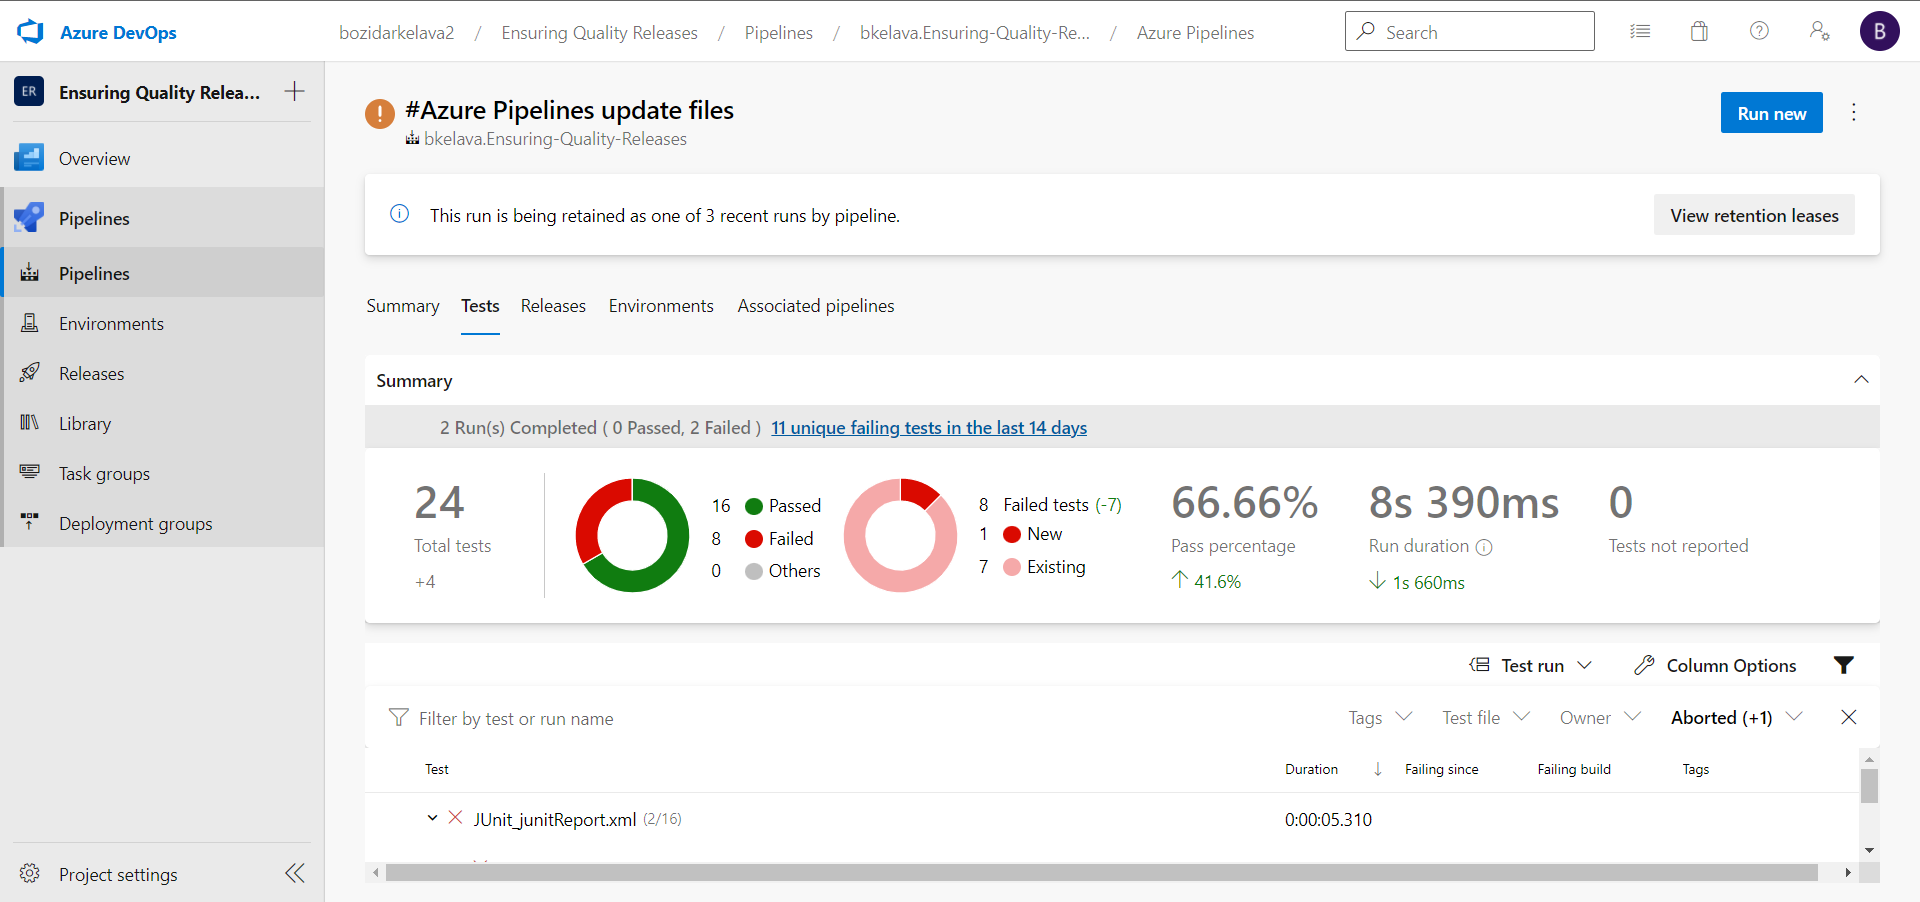 Azure DevOps
bozidarkelava2 / Ensuring Quality Releases / Pipelines / bkelava.Ensuring-Quality-Re... / Azure Pipelines
Search
B
ER
Ensuring Quality Relea...
Overview
Pipelines
Pipelines
Environments
Releases
Library
Task groups
Deployment groups
Project settings
#Azure Pipelines update files
bkelava.Ensuring-Quality-Releases
Run new
This run is being retained as one of 3 recent runs by pipeline.
View retention leases
Summary Tests Releases Environments Associated pipelines
Summary
2 Run(s) Completed ( 0 Passed, 2 Failed ) 11 unique failing tests in the last 14 days
24
Total tests
+4
16 Passed
8 Failed
0 Others
8 Failed tests (-7)
1 New
7 Existing
66.66%
Pass percentage
41.6%
8s 390ms
Run duration
1s 660ms
0
Tests not reported
Test run Column Options
Filter by test or run name
Tags Test file Owner Aborted (+1)
Test Duration Failing since Failing build Tags
JUnit_junitReport.xml (2/16) 0:00:05.310